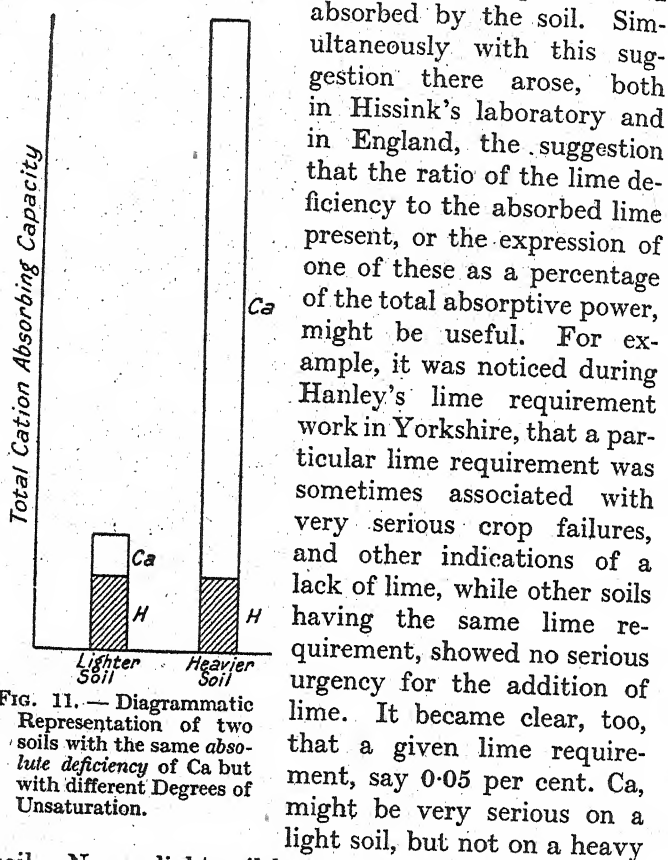 absorbed by the soil. Sim-
ultaneously with this sug-
gestion there arose, both
in Hissink's laboratory and
in England, the suggestion
that the ratio of the lime de-
ficiency to the absorbed lime
present, or the expression of
one of these as a percentage
of the total absorptive power,
might be useful. For ex-
ample, it was noticed during
Hanley's lime requirement
work in Yorkshire, that a par-
ticular lime requirement was
sometimes associated with
very serious crop failures,
and other indications of a
lack of lime, while other soils
having the same lime re-
quirement, showed no serious
urgency for the addition of
lime. It became clear, too,
that a given lime require-
ment, say 0·05 per cent. Ca,
might be very serious on a
light soil, but not on a heavy
Total Cation Absorbing Capacity
Ca
Ca
H
H
Lighter
Soil
Heavier
Soil
FIG. 11. — Diagrammatic
Representation of two
soils with the same abso-
lute deficiency of Ca but
with different Degrees of
Unsaturation.